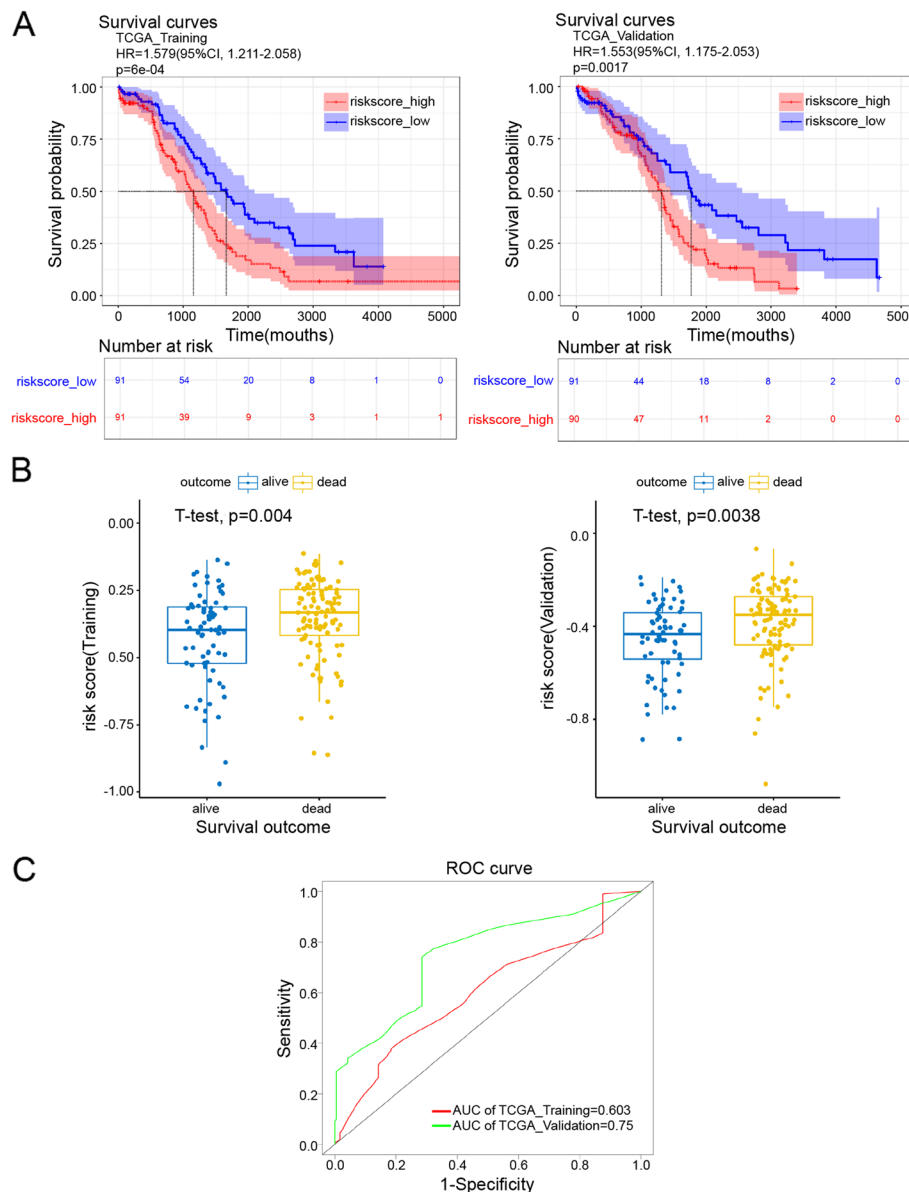 A
Survival curves
TCGA_Training
HR=1.579(95%CI, 1.211-2.058)
p=6e-04
1.00
0.75
0.50
0.25
0.00
Survival probability
riskscore_high
riskscore_low
0 1000 2000 3000 4000 5000
Time(mouths)
Number at risk
riskscore_low 91 54 20 8 1 0
riskscore_high 91 39 9 3 1 1
Survival curves
TCGA_Validation
HR=1.553(95%CI, 1.175-2.053)
p=0.0017
1.00
0.75
0.50
0.25
0.00
Survival probability
riskscore_high
riskscore_low
0 1000 2000 3000 4000 5000
Time(mouths)
Number at risk
riskscore_low 91 44 18 8 2 0
riskscore_high 90 47 11 2 0 0
B
outcome alive dead
T-test, p=0.004
0.00
0.25
0.50
-0.75
-1.00
risk score(Training)
alive dead
Survival outcome
outcome alive dead
T-test, p=0.0038
0.0
-0.4
-0.8
risk score(Validation)
alive dead
Survival outcome
C
ROC curve
1.0
0.8
0.6
0.4
0.2
0.0
Sensitivity
AUC of TCGA_Training=0.603
AUC of TCGA_Validation=0.75
0.0 0.2 0.4 0.6 0.8 1.0
1-Specificity